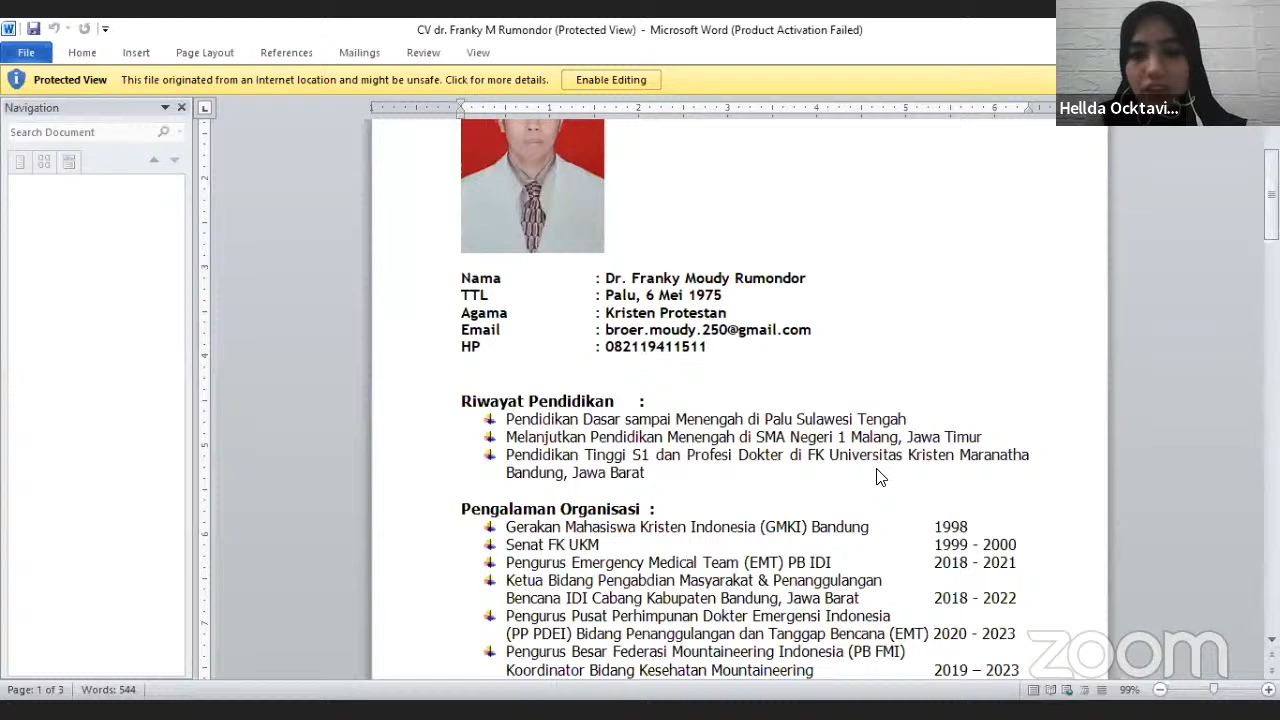 CV dr. Franky M Rumondor (Protected View) - Microsoft Word (Product Activation Failed)
File Home Insert Page Layout References Mailings Review View
Protected View This file originated from an Internet location and might be unsafe. Click for more details. Enable Editing
Hellda Ocktavi...
Navigation
Search Document
Nama : Dr. Franky Moudy Rumondor
TTL : Palu, 6 Mei 1975
Agama : Kristen Protestan
Email : broer.moudy.250@gmail.com
HP : 082119411511
Riwayat Pendidikan :
Pendidikan Dasar sampai Menengah di Palu Sulawesi Tengah
Melanjutkan Pendidikan Menengah di SMA Negeri 1 Malang, Jawa Timur
Pendidikan Tinggi S1 dan Profesi Dokter di FK Universitas Kristen Maranatha
Bandung, Jawa Barat
Pengalaman Organisasi :
Gerakan Mahasiswa Kristen Indonesia (GMKI) Bandung 1998
Senat FK UKM 1999 - 2000
Pengurus Emergency Medical Team (EMT) PB IDI 2018 - 2021
Ketua Bidang Pengabdian Masyarakat & Penanggulangan
Bencana IDI Cabang Kabupaten Bandung, Jawa Barat 2018 - 2022
Pengurus Pusat Perhimpunan Dokter Emergensi Indonesia
(PP PDEI) Bidang Penanggulangan dan Tanggap Bencana (EMT) 2020 - 2023
Pengurus Besar Federasi Mountaineering Indonesia (PB FMI)
Koordinator Bidang Kesehatan Mountaineering 2019 – 2023
zoom
Page: 1 of 3 Words: 544 99%